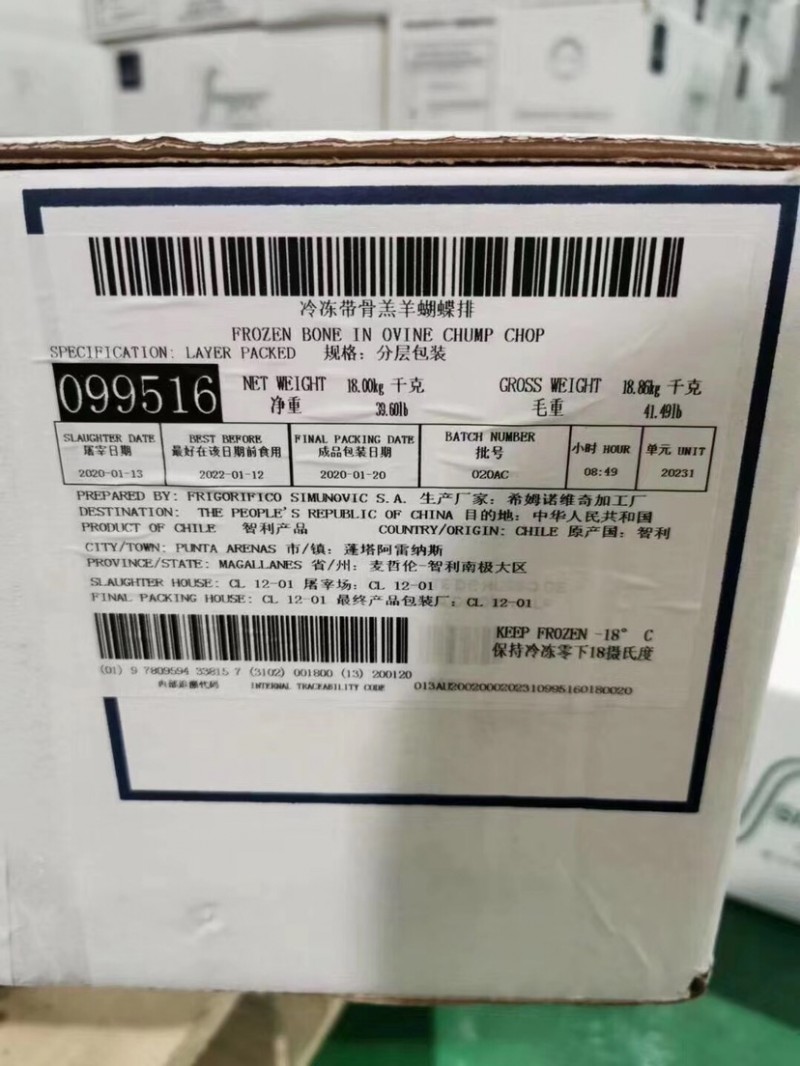 冷冻带骨羔羊蝴蝶排
FROZEN BONE IN OVINE CHUMP CHOP
SPECIFICATION: LAYER PACKED 规格：分层包装
099516 NET WEIGHT 18.00kg 千克 GROSS WEIGHT 18.86kg 千克
净重 39.60lb 毛重 41.49lb
SLAUGHTER DATE BEST BEFORE FINAL PACKING DATE BATCH NUMBER 小时 HOUR 单元 UNIT
屠宰日期 最好在该日期前食用 成品包装日期 批号
2020-01-13 2022-01-12 2020-01-20 020AC 08:49 20231
PREPARED BY: FRIGORIFICO SIMUNOVIC S.A. 生产厂家：希姆诺维奇加工厂
DESTINATION: THE PEOPLE'S REPUBLIC OF CHINA 目的地：中华人民共和国
PRODUCT OF CHILE 智利产品 COUNTRY/ORIGIN: CHILE 原产国：智利
CITY/TOWN: PUNTA ARENAS 市/镇：蓬塔阿雷纳斯
PROVINCE/STATE: MAGALLANES 省/州：麦哲伦-智利南极大区
SLAUGHTER HOUSE: CL 12-01 屠宰场：CL 12-01
FINAL PACKING HOUSE: CL 12-01 最终产品包装厂：CL 12-01
KEEP FROZEN -18° C
保持冷冻零下18摄氏度
(01) 9 7809594 33815 7 (3102) 001800 (13) 200120
内部追溯代码 INTERNAL TRACEABILITY CODE 013AU2002000202310995160180020